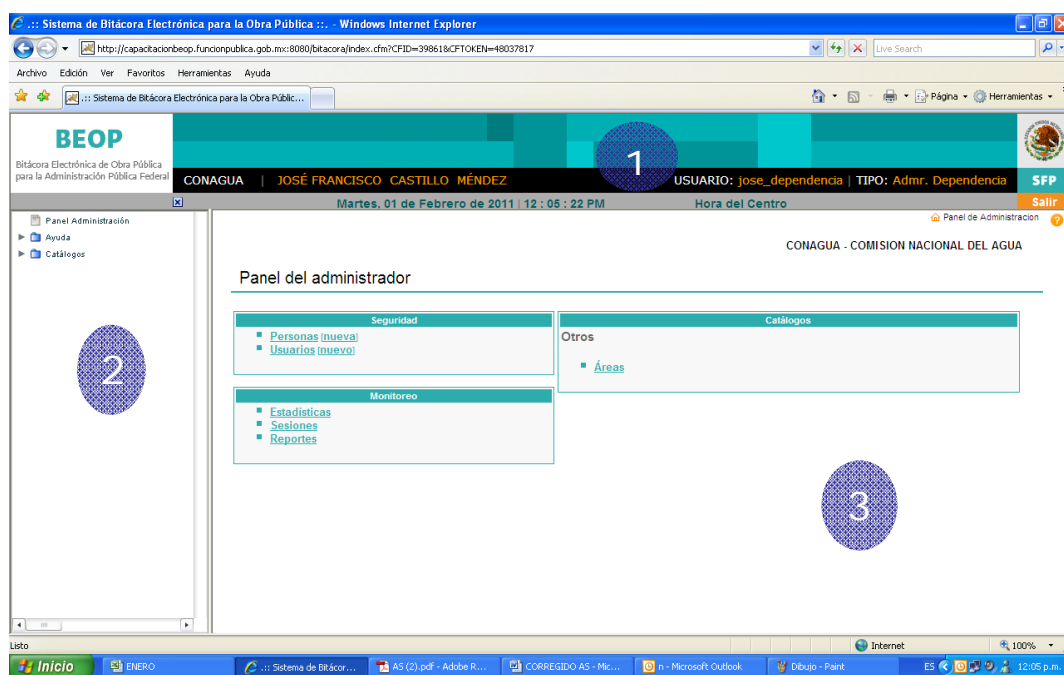 .:: Sistema de Bitácora Electrónica para la Obra Pública ::. - Windows Internet Explorer
http://capacitacionbeop.funcionpublica.gob.mx:8080/bitacora/index.cfm?CFID=39861&CFTOKEN=48037817
Live Search
Archivo Edición Ver Favoritos Herramientas Ayuda
.:: Sistema de Bitácora Electrónica para la Obra Públic...
Página Herramientas
BEOP
Bitácora Electrónica de Obra Pública
para la Administración Pública Federal
1
CONAGUA | JOSÉ FRANCISCO CASTILLO MÉNDEZ USUARIO: jose_dependencia | TIPO: Admr. Dependencia SFP
Martes, 01 de Febrero de 2011 | 12 : 05 : 22 PM Hora del Centro Salir
Panel Administración
Ayuda
Catálogos
Panel de Administracion
CONAGUA - COMISION NACIONAL DEL AGUA
Panel del administrador
Seguridad
Personas [nueva]
Usuarios [nuevo]
Catálogos
Otros
Áreas
Monitoreo
Estadísticas
Sesiones
Reportes
2
3
Listo Internet 100%
Inicio ENERO .:: Sistema de Bitácor... AS (2).pdf - Adobe R... CORREGIDO AS - Mic... n - Microsoft Outlook Dibujo - Paint ES 12:05 p.m.